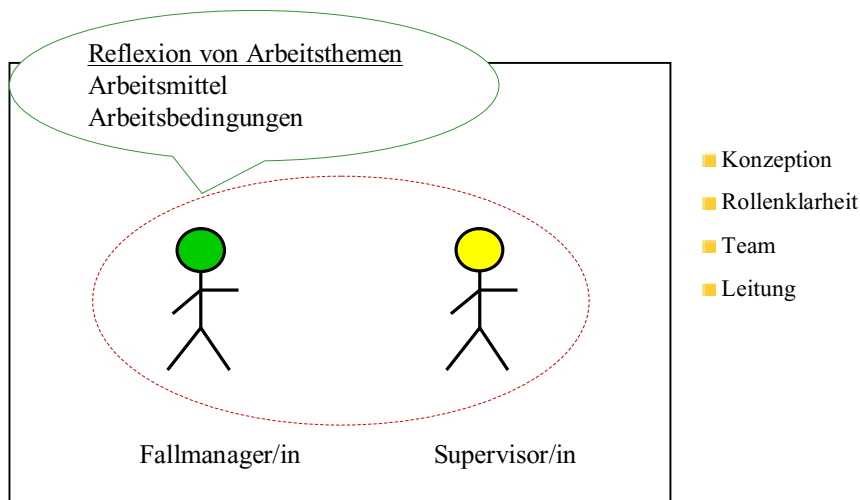 Reflexion von Arbeitsthemen
Arbeitsmittel
Arbeitsbedingungen
Konzeption
Rollenklarheit
Team
Leitung
Fallmanager/in
Supervisor/in